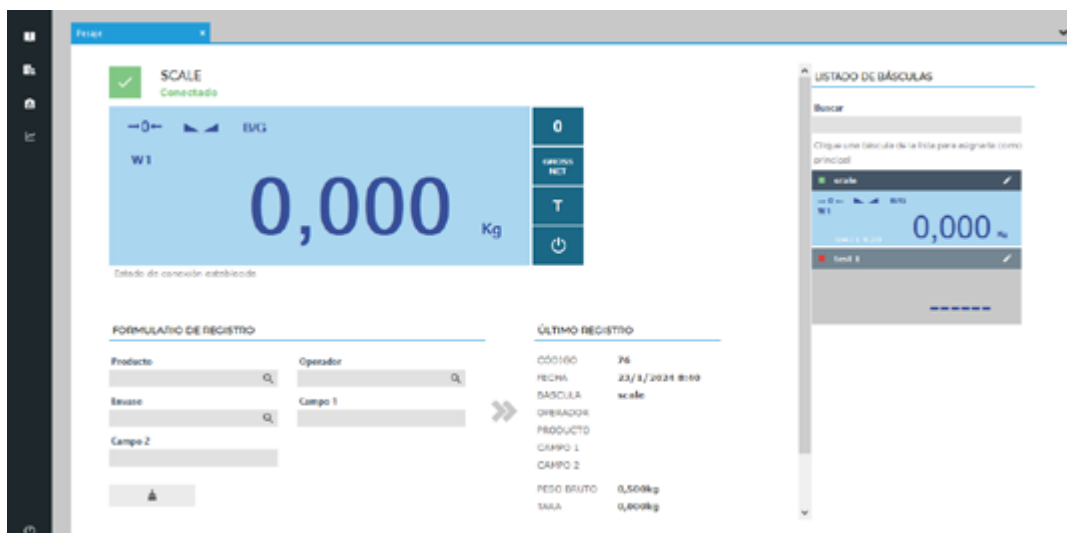 Pesaje ×
SCALE
Conectado
→0← B/G
W1
0,000 Kg
0
GROSS
NET
T
Estado de conexión establecido
FORMULARIO DE REGISTRO
Producto
Operador
Envase
Campo 1
Campo 2
ÚLTIMO REGISTRO
CÓDIGO 76
FECHA 23/1/2024 8:40
BÁSCULA scale
OPERADOR
PRODUCTO
CAMPO 1
CAMPO 2
PESO BRUTO 0,500kg
TARA 0,000kg
LISTADO DE BÁSCULAS
Buscar
Clique una báscula de la lista para asignarla como
principal
scale
→0← B/G
W1
0,000
test 1
------